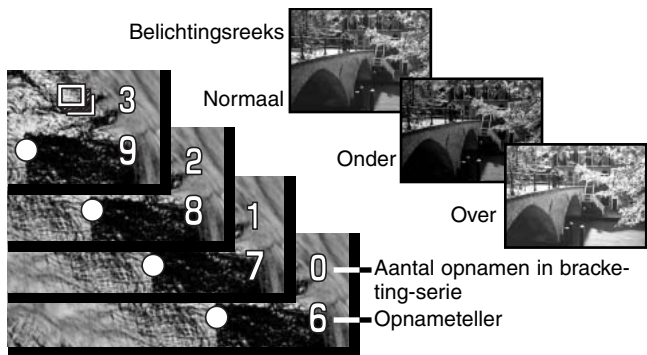 Belichtingsreeks
Normaal
Onder
Over
3
9
2
8
1
7
0
6
Aantal opnamen in bracke-
ting-serie
Opnameteller